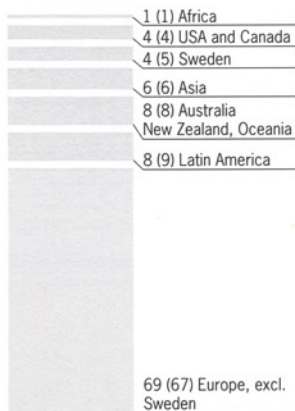 1 (1) Africa
4 (4) USA and Canada
4 (5) Sweden
6 (6) Asia
8 (8) Australia
New Zealand, Oceania
8 (9) Latin America
69 (67) Europe, excl.
Sweden